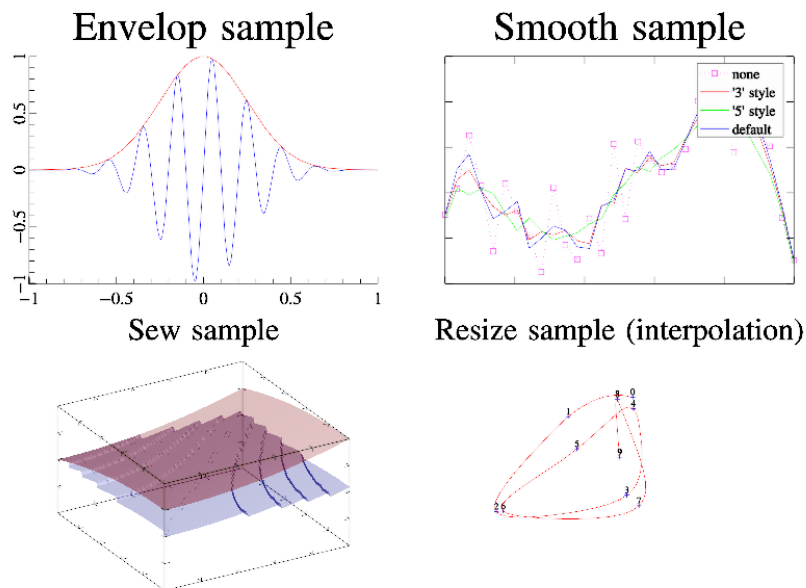 Envelop sample
Smooth sample
1
0.5
0
−0.5
−1
−1
−0.5
0
0.5
1
none
'3' style
'5' style
default
Sew sample
Resize sample (interpolation)
8 0
4
1
5
9
3
2 6
7